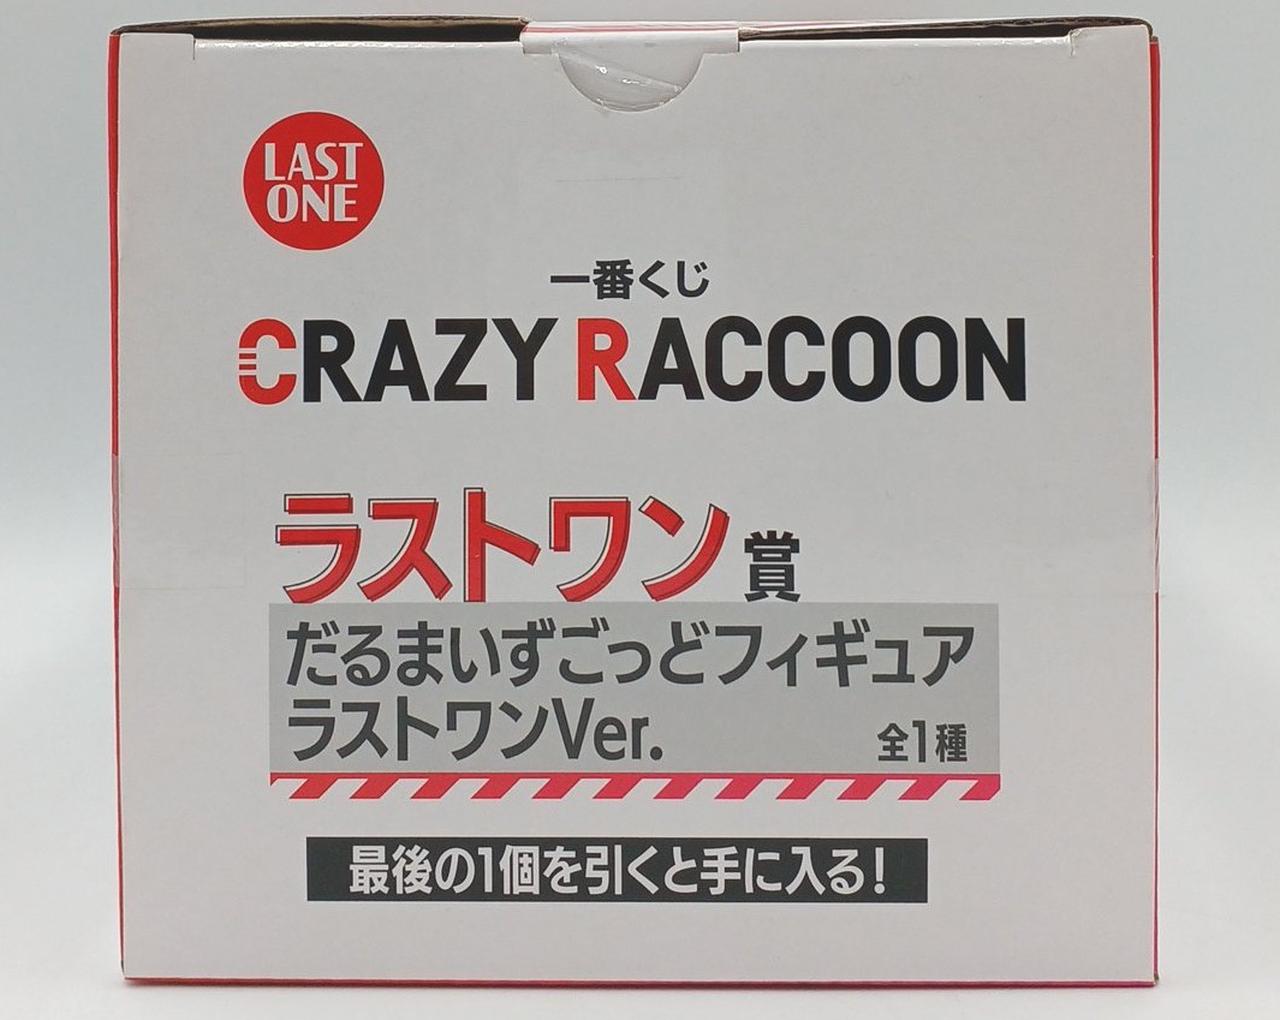 LAST
ONE
一番くじ
CRAZY RACCOON
ラストワン賞
だるまいずごっどフィギュア
ラストワンVer. 全1種
最後の1個を引くと手に入る!